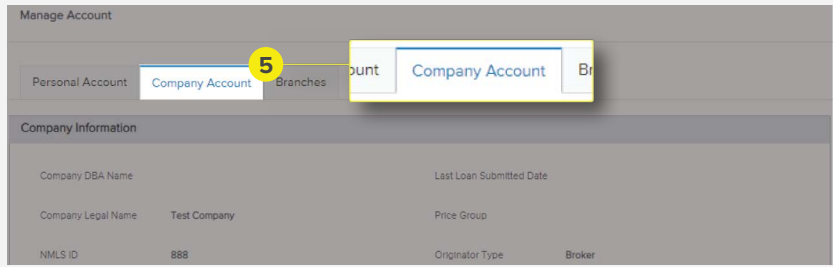 Manage Account
Personal Account Company Account 5 Branches
ount Company Account Br
Company Information
Company DBA Name Last Loan Submitted Date
Company Legal Name Test Company Price Group
NMLS ID 888 Originator Type Broker